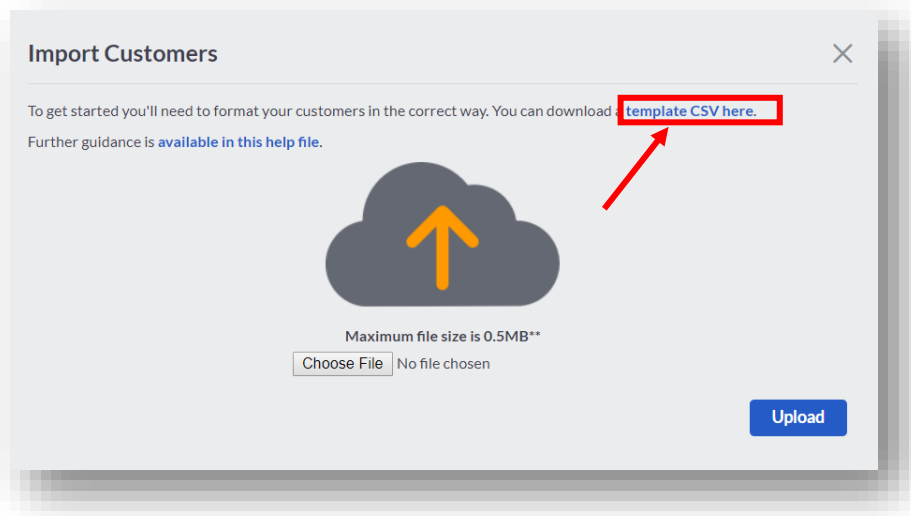 Import Customers
To get started you'll need to format your customers in the correct way. You can download a template CSV here.
Further guidance is available in this help file.
Maximum file size is 0.5MB**
Choose File No file chosen
Upload